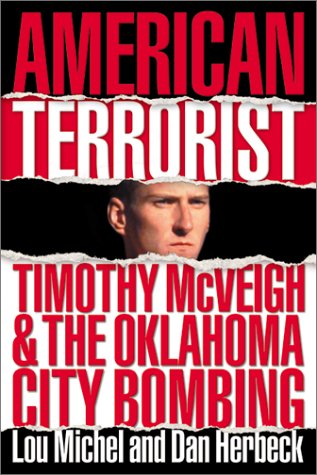 AMERICAN
TERRORIST
TIMOTHY McVEIGH
& THE OKLAHOMA
CITY BOMBING
Lou Michel and Dan Herbeck